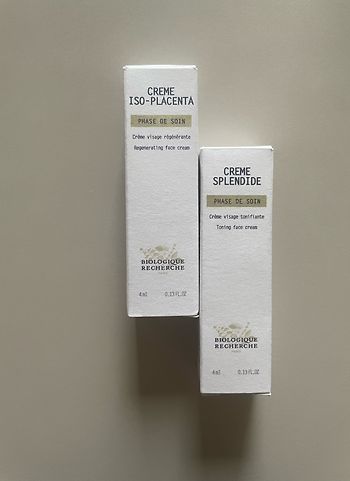 CREME
ISO-PLACENTA
PHASE DE SOIN
Crème visage régénérante
Regenerating face cream
BIOLOGIQUE
RECHERCHE
4ml 0.13 FL.OZ
CREME
SPLENDIDE
PHASE DE SOIN
Crème visage tonifiante
Toning face cream
BIOLOGIQUE
RECHERCHE
4ml 0.13 FL.OZ